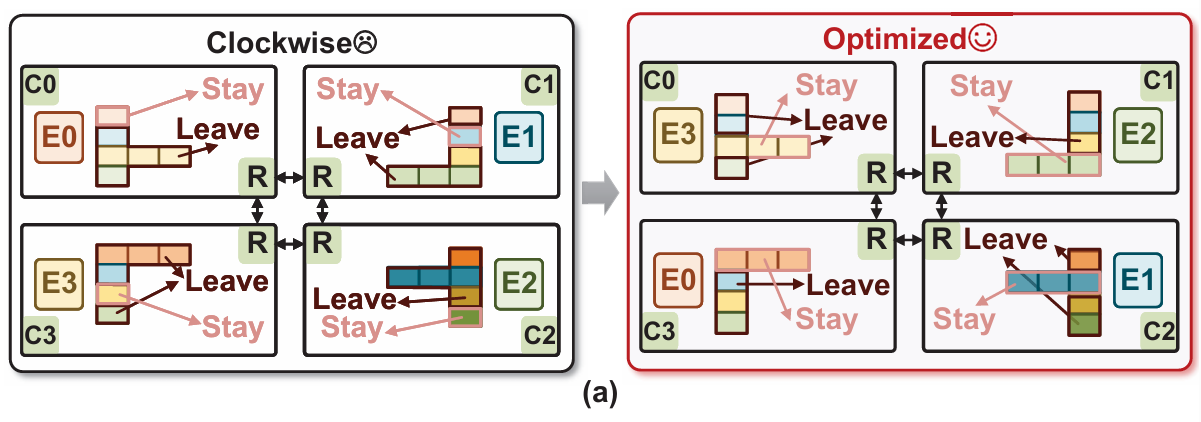 Clockwise☹
C0
Stay
E0
Leave
R
C1
Stay
Leave
E1
R
R
E3
Leave
Stay
C3
R
E2
Leave
Stay
C2
Optimized☺
C0
Stay
E3
Leave
R
C1
Stay
Leave
E2
R
R
E0
Leave
Stay
C3
R
Leave
E1
Stay
C2
(a)